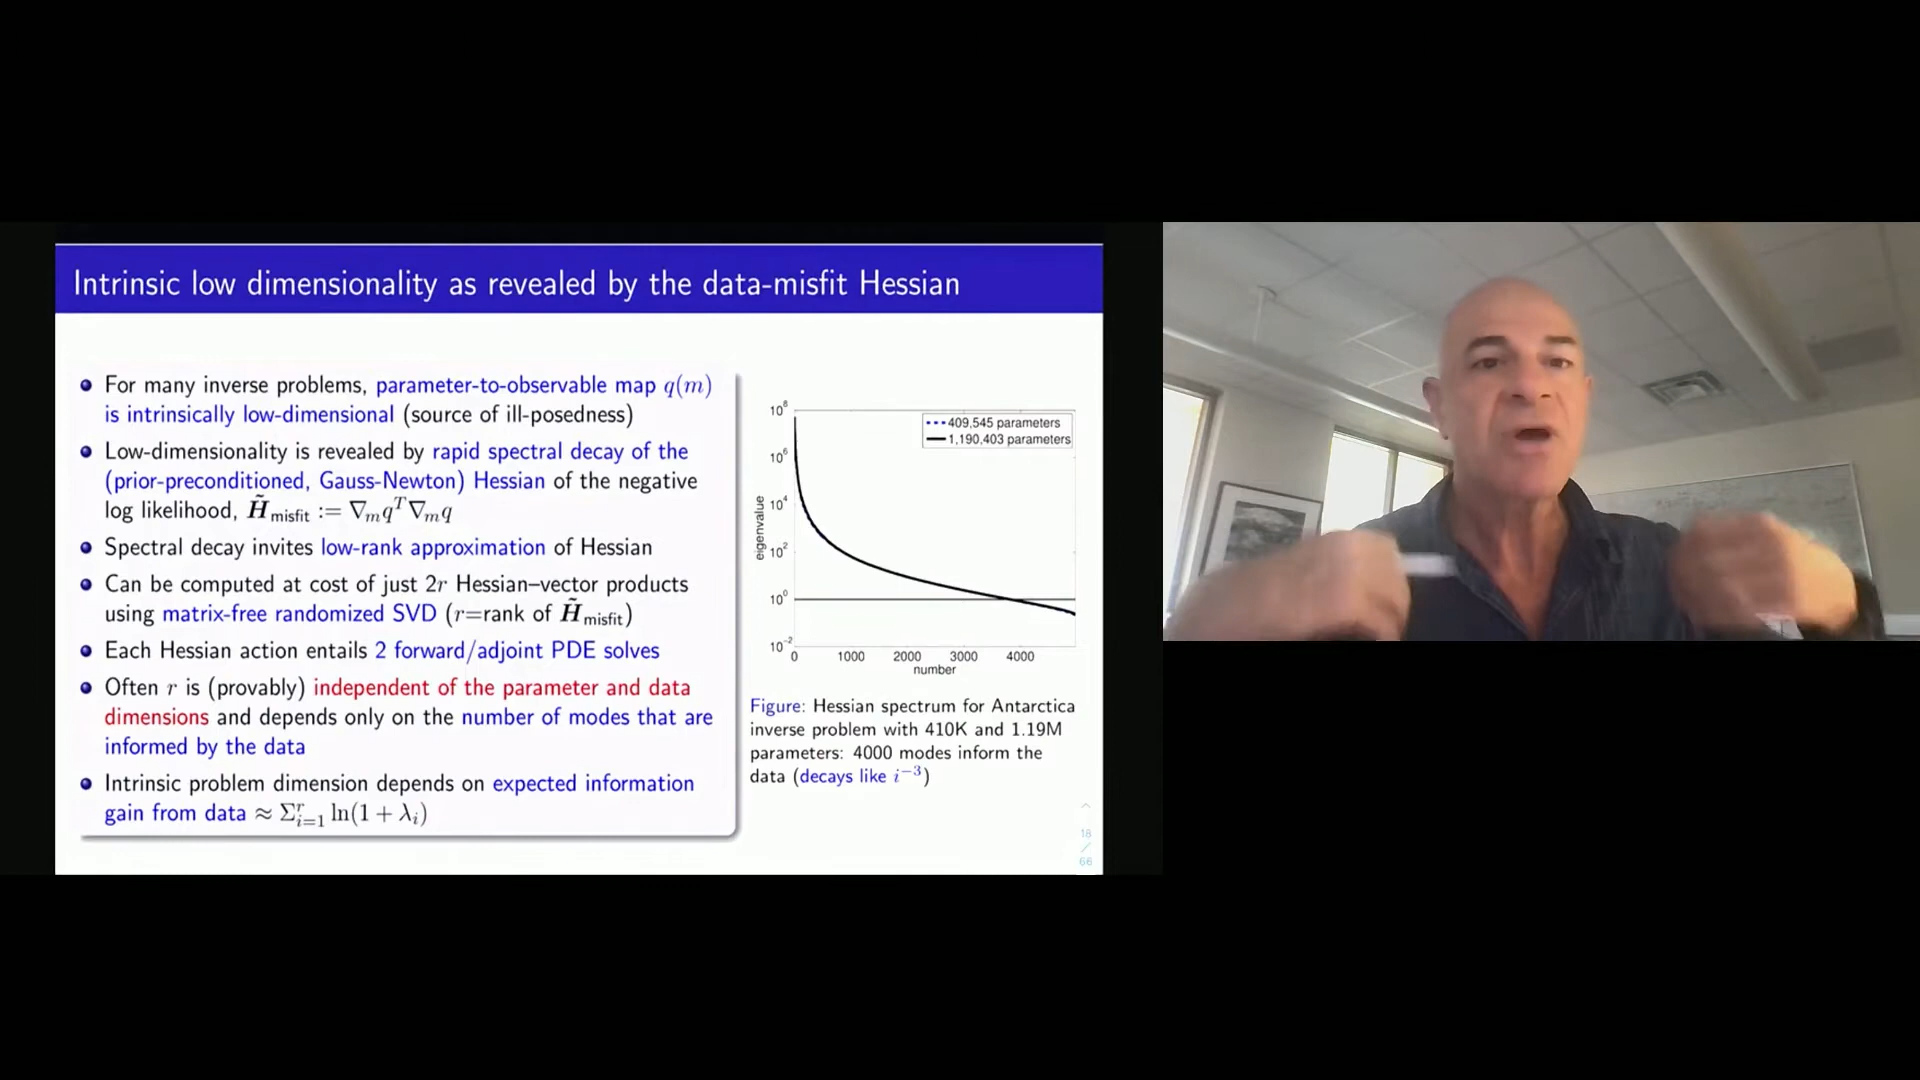 Intrinsic low dimensionality as revealed by the data-misfit Hessian
For many inverse problems, parameter-to-observable map q(m)
is intrinsically low-dimensional (source of ill-posedness)
Low-dimensionality is revealed by rapid spectral decay of the
(prior-preconditioned, Gauss-Newton) Hessian of the negative
log likelihood, H̃misfit := ∇mqᵀ∇mq
Spectral decay invites low-rank approximation of Hessian
Can be computed at cost of just 2r Hessian–vector products
using matrix-free randomized SVD (r=rank of H̃misfit)
Each Hessian action entails 2 forward/adjoint PDE solves
Often r is (provably) independent of the parameter and data
dimensions and depends only on the number of modes that are
informed by the data
Intrinsic problem dimension depends on expected information
gain from data ≈ Σʳᵢ₌₁ ln(1 + λᵢ)
10⁸
10⁶
10⁴
10²
10⁰
10⁻²
eigenvalue
409,545 parameters
1,190,403 parameters
0 1000 2000 3000 4000
number
Figure: Hessian spectrum for Antarctica
inverse problem with 410K and 1.19M
parameters: 4000 modes inform the
data (decays like i⁻³)
18
/
66